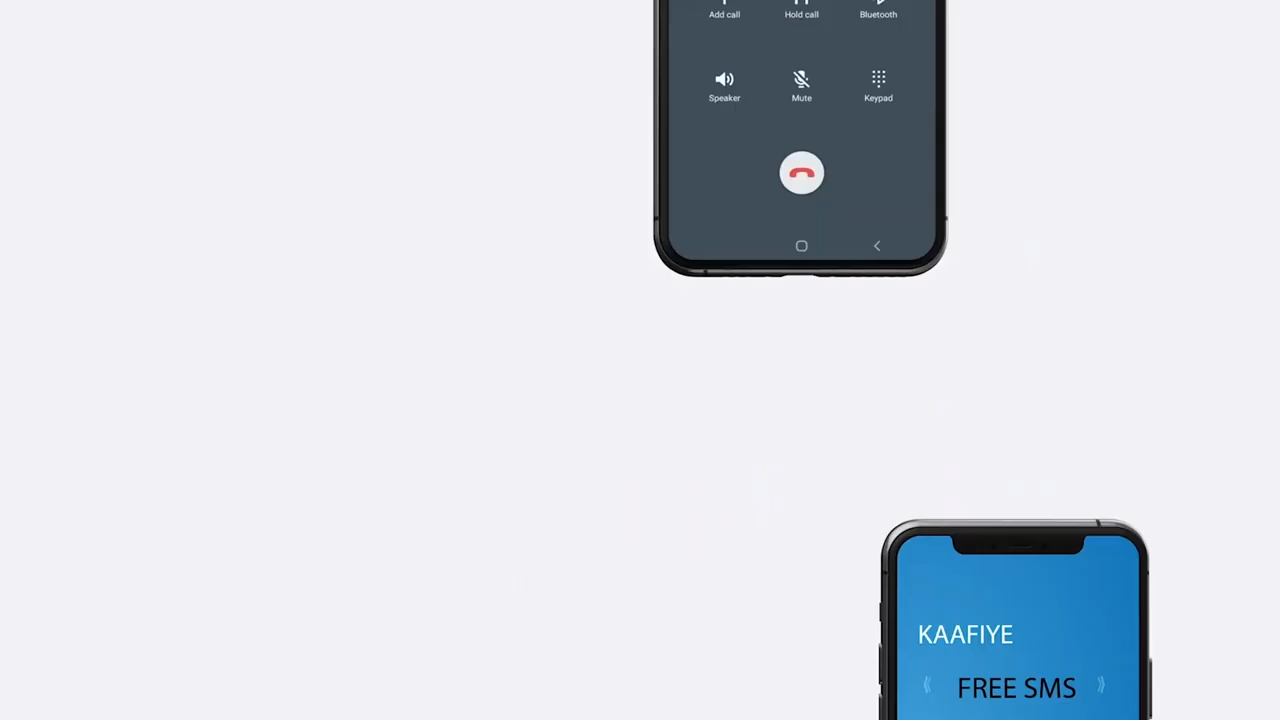 Add call Hold call Bluetooth
Speaker Mute Keypad
KAAFIYE
FREE SMS